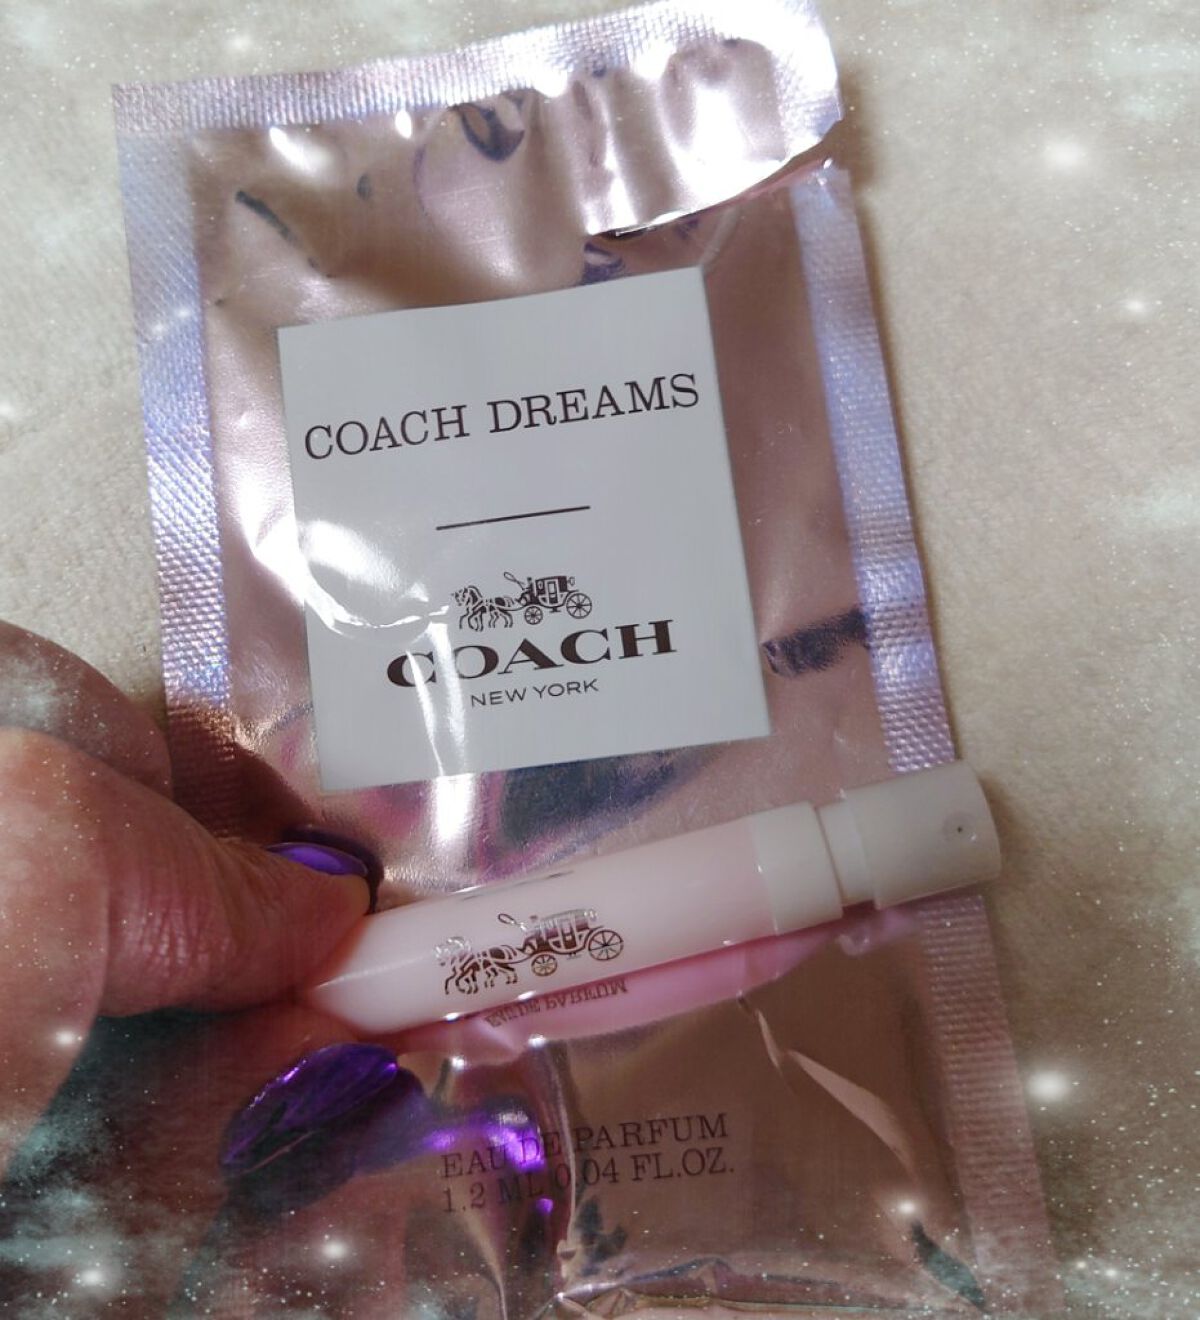 COACH DREAMS
COACH
NEW YORK
EAU DE PARFUM
EAU DE PARFUM
1.2 ML 0.04 FL.OZ.